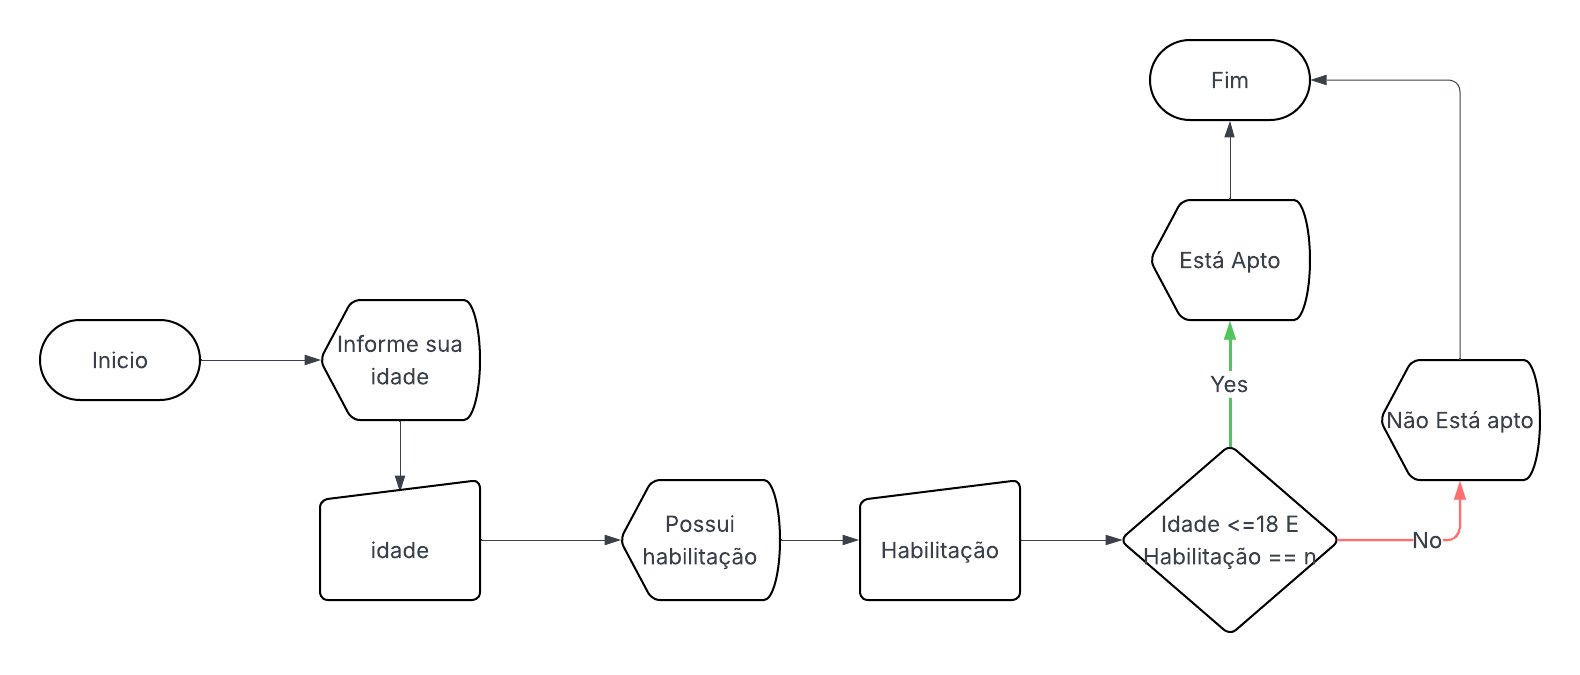 Inicio
Informe sua
idade
idade
Possui
habilitação
Habilitação
Idade <=18 E
Habilitação == n
Yes
No
Está Apto
Não Está apto
Fim